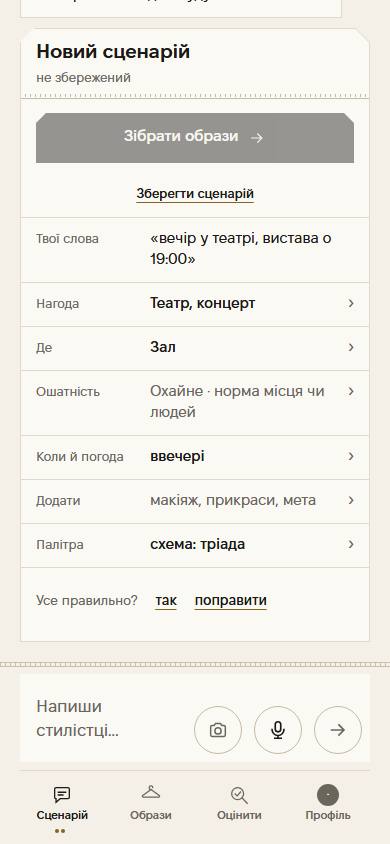 Новий сценарій
не збережений
Зібрати образи →
Зберегти сценарій
Твої слова «вечір у театрі, вистава о
19:00»
Нагода Театр, концерт ›
Де Зал ›
Ошатність Охайне · норма місця чи
людей ›
Коли й погода ввечері ›
Додати макіяж, прикраси, мета ›
Палітра схема: тріада ›
Усе правильно? так поправити
Напиши
стилістці...
Сценарій Образи Оцінити Профіль